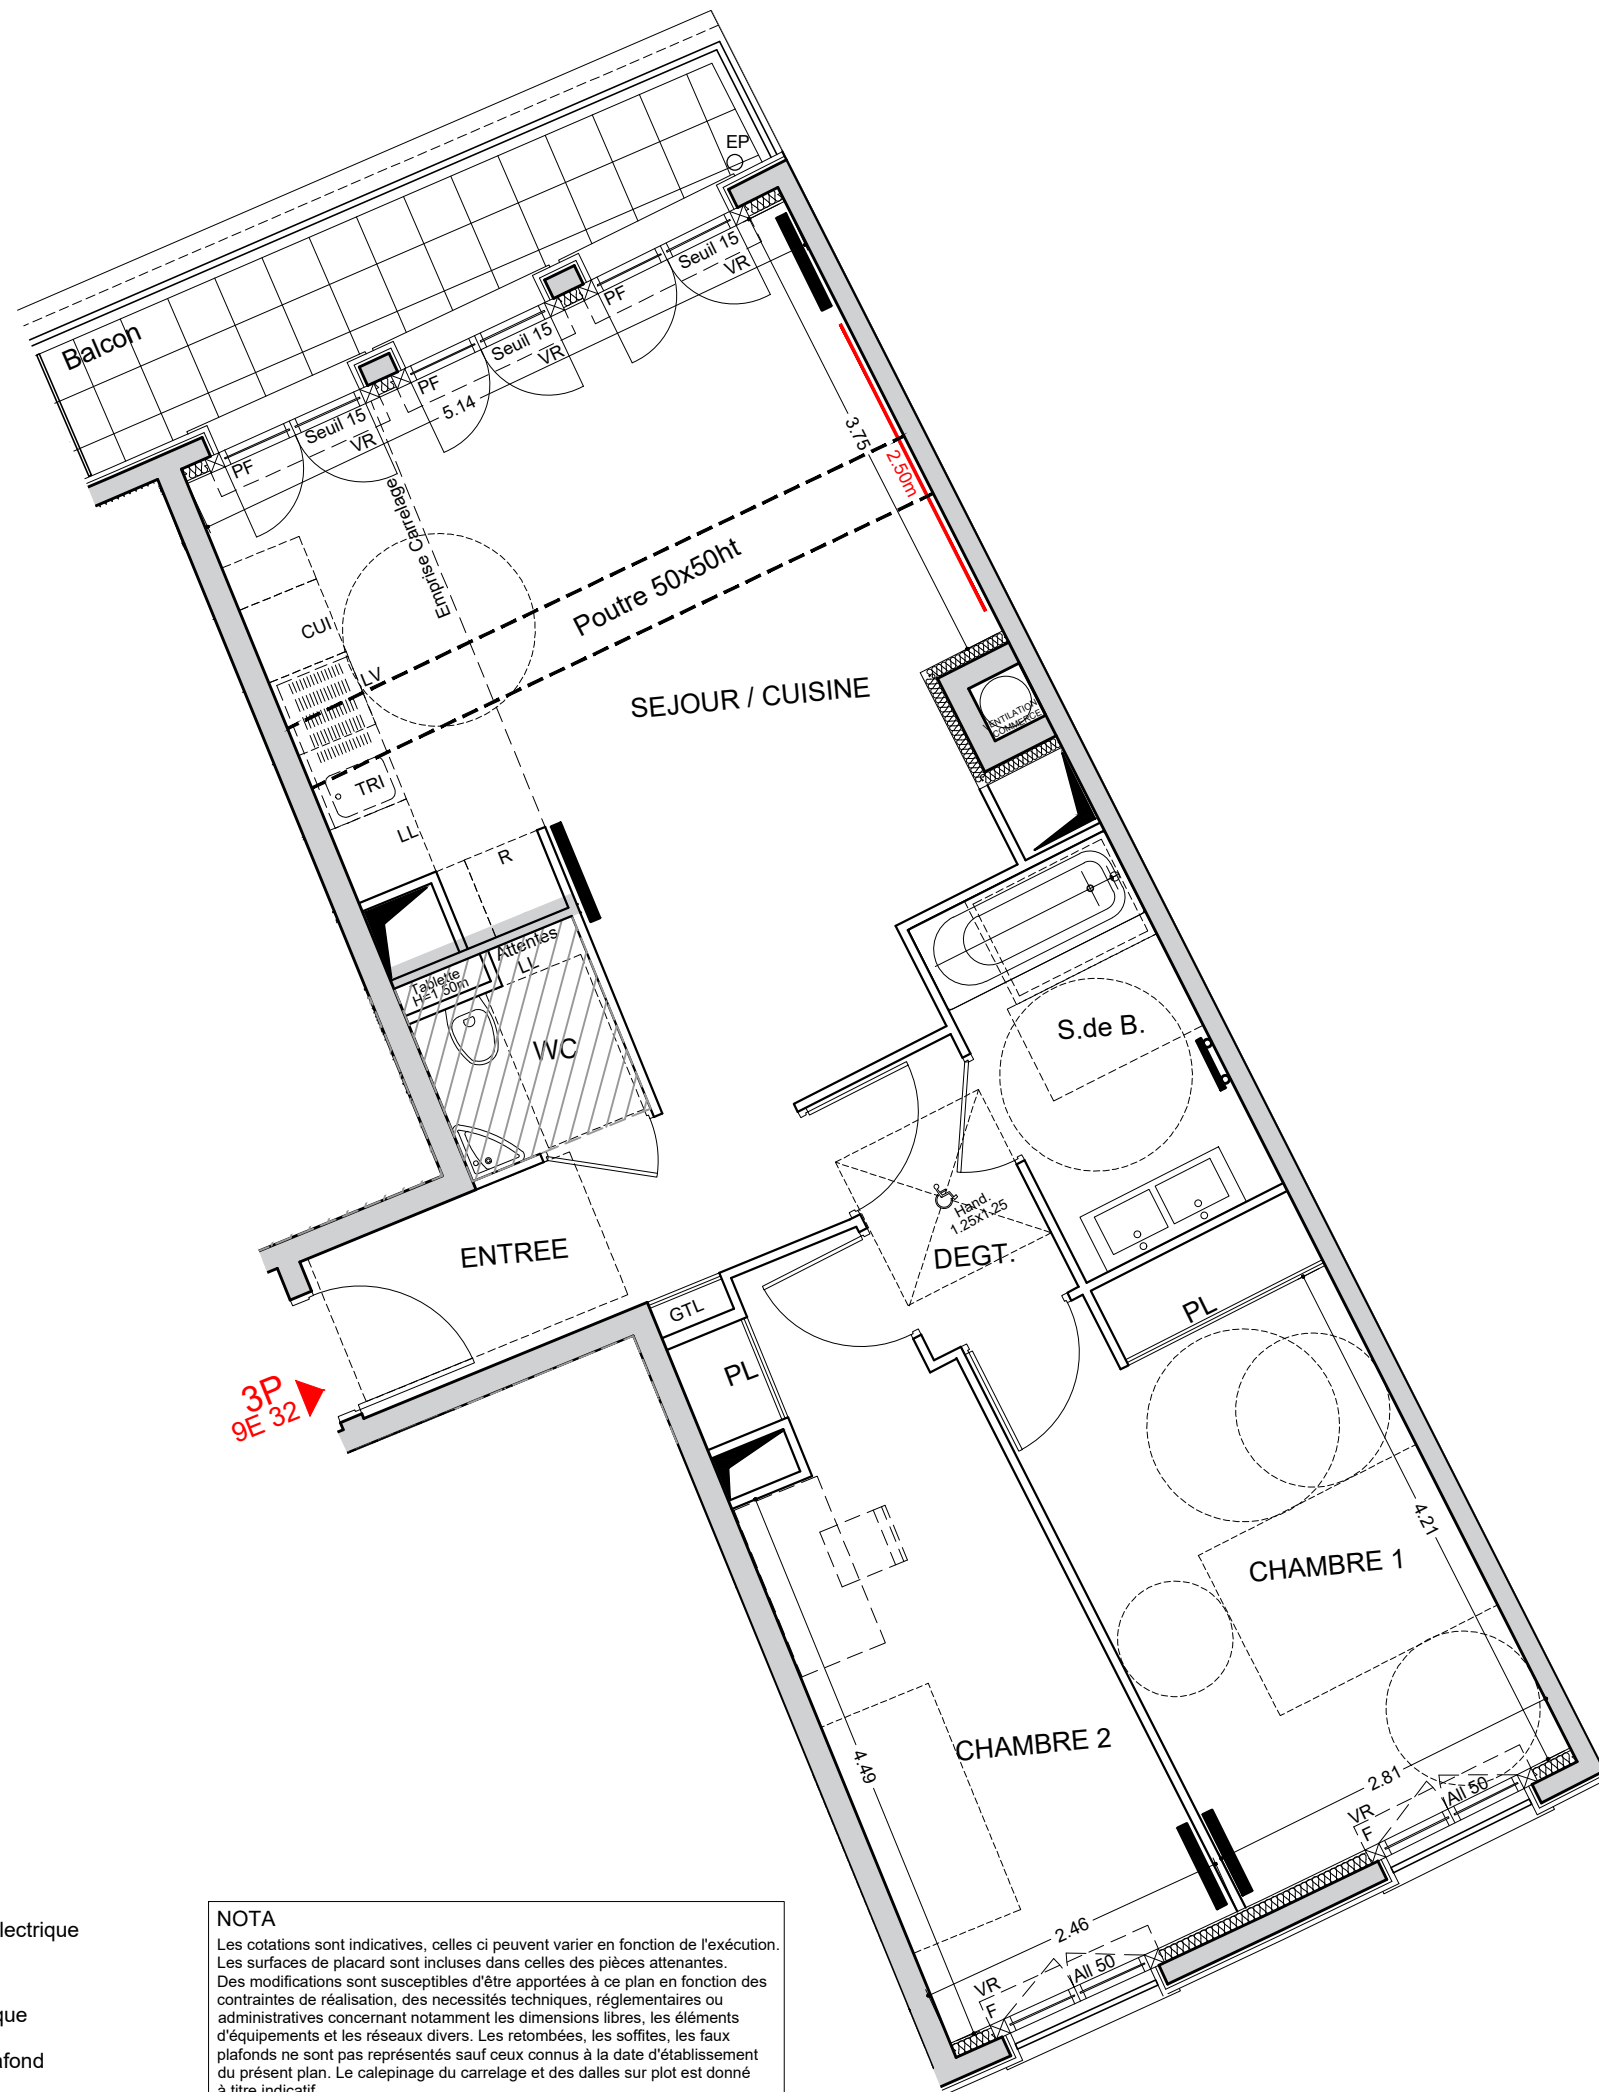 EP
Balcon
Seuil 15
VR
PF
Seuil 15
VR
PF
5.14
Seuil 15
VR
PF
3.75
2.50m
Emprise Carrelage
Poutre 50x50ht
CUI
LV
SEJOUR / CUISINE
VENTILATION
COMMERCE
TRI
LL
R
Attentes
LL
Tablette
H=1.50m
WC
S.de B.
Hand.
1.25x1.25
ENTREE
DEGT.
GTL
PL
PL
3P
9E 32
4.21
CHAMBRE 1
CHAMBRE 2
4.49
2.81
VR
F
All 50
2.46
VR
F
All 50
lectrique
que
afond
NOTA
Les cotations sont indicatives, celles ci peuvent varier en fonction de l'exécution.
Les surfaces de placard sont incluses dans celles des pièces attenantes.
Des modifications sont susceptibles d'être apportées à ce plan en fonction des
contraintes de réalisation, des necessités techniques, réglementaires ou
administratives concernant notamment les dimensions libres, les éléments
d'équipements et les réseaux divers. Les retombées, les soffites, les faux
plafonds ne sont pas représentés sauf ceux connus à la date d'établissement
du présent plan. Le calepinage du carrelage et des dalles sur plot est donné
à titre indicatif